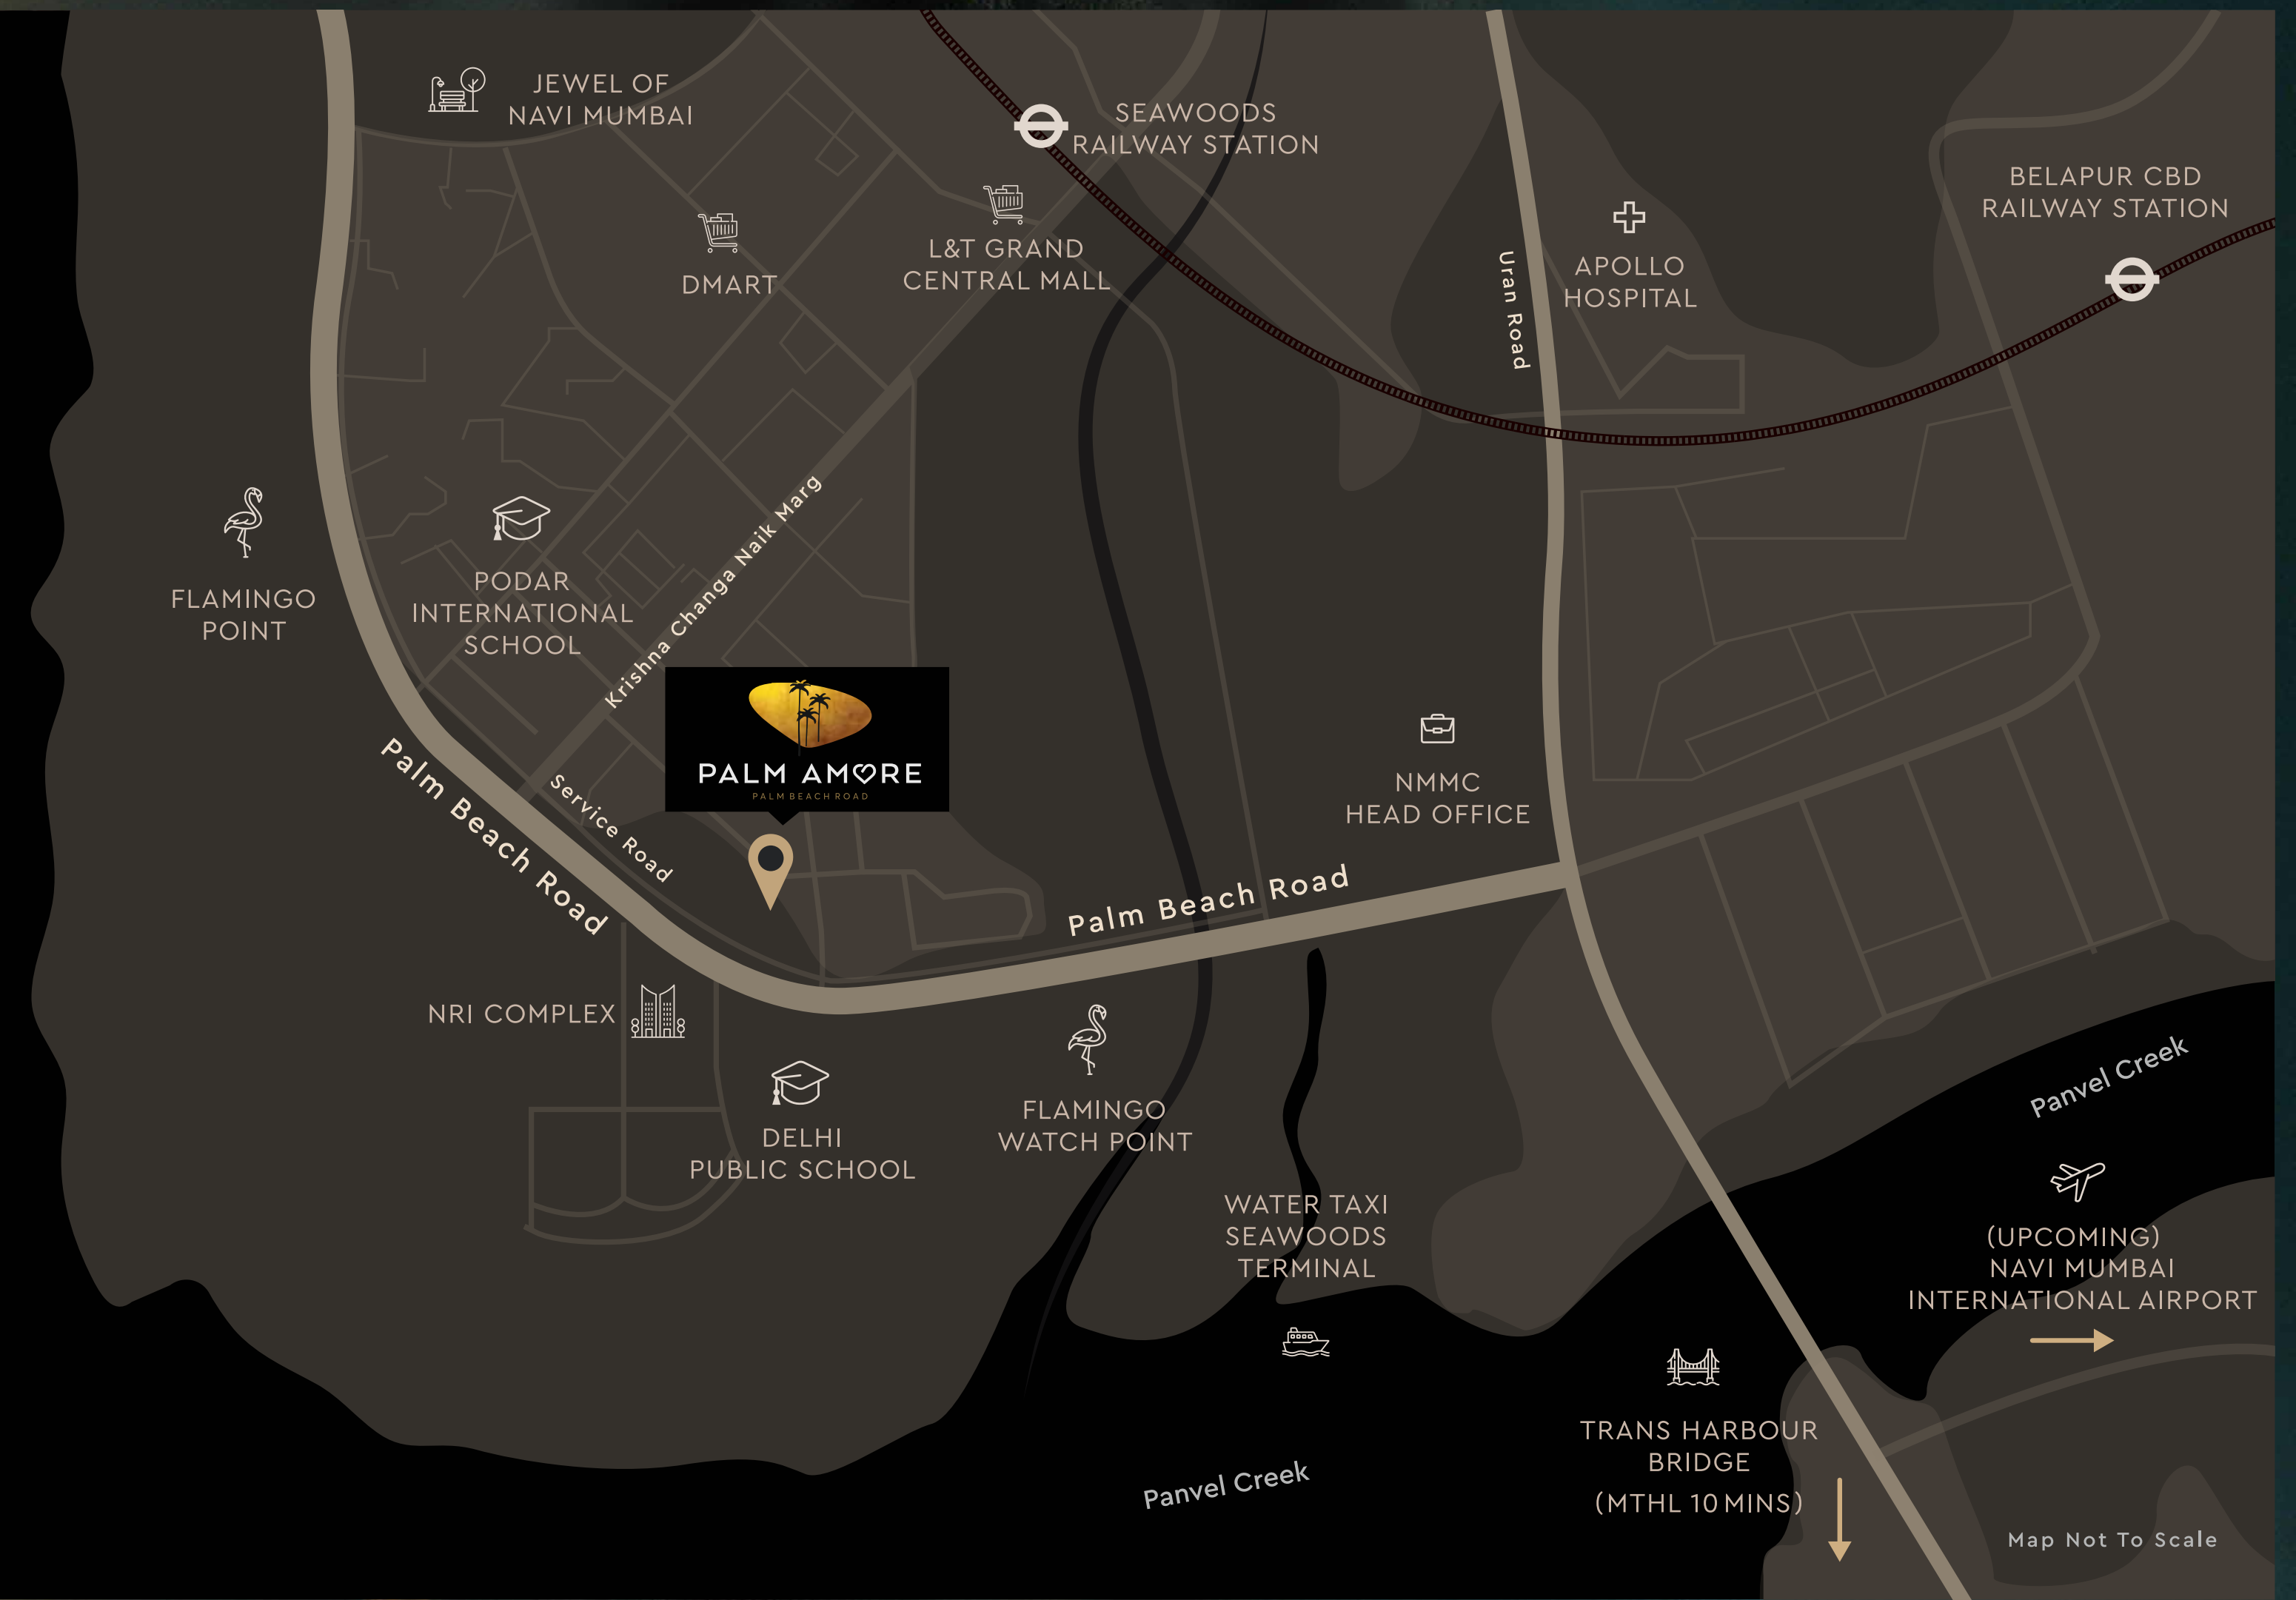 JEWEL OF
NAVI MUMBAI
SEAWOODS
RAILWAY STATION
BELAPUR CBD
RAILWAY STATION
DMART
L&T GRAND
CENTRAL MALL
Uran Road
APOLLO
HOSPITAL
FLAMINGO
POINT
PODAR
INTERNATIONAL
SCHOOL
Krishna Changa Naik Marg
PALM AMORE
PALM BEACH ROAD
NMMC
HEAD OFFICE
Palm Beach Road
Service Road
Palm Beach Road
NRI COMPLEX
DELHI
PUBLIC SCHOOL
FLAMINGO
WATCH POINT
Panvel Creek
WATER TAXI
SEAWOODS
TERMINAL
(UPCOMING)
NAVI MUMBAI
INTERNATIONAL AIRPORT
TRANS HARBOUR
BRIDGE
(MTHL 10 MINS)
Panvel Creek
Map Not To Scale